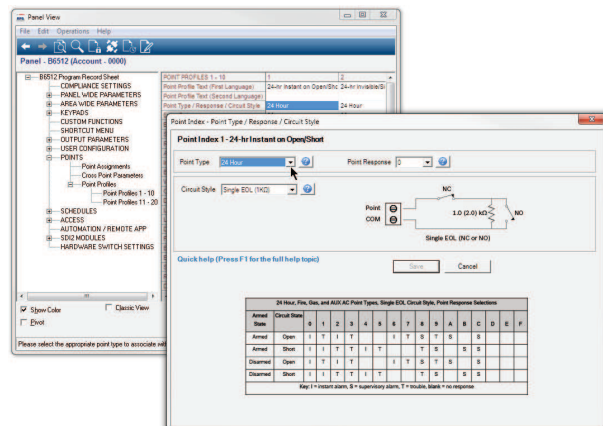 Panel View
File Edit Operations Help
Panel - B6512 (Account - 0000)
B6512 Program Record Sheet
COMPLIANCE SETTINGS
PANEL WIDE PARAMETERS
AREA WIDE PARAMETERS
KEYPADS
CUSTOM FUNCTIONS
SHORTCUT MENU
OUTPUT PARAMETERS
USER CONFIGURATION
POINTS
Point Assignments
Cross Point Parameters
Point Profiles
Point Profiles 1 - 10
Point Profiles 11 - 20
SCHEDULES
ACCESS
AUTOMATION / REMOTE APP
SDI2 MODULES
HARDWARE SWITCH SETTINGS
POINT PROFILES 1 - 10 1 2
Point Profile Text (First Language) 24-hr Instant on Open/Shc 24-hr Invisible/Si
Point Profile Text (Second Language)
Point Type / Response / Circuit Style 24 Hour 24 Hour
Show Color Classic View
Pivot
Please select the appropriate point type to associate wit
Point Index - Point Type / Response / Circuit Style
Point Index 1 - 24-hr Instant on Open/Short
Point Type 24 Hour Point Response 0
Circuit Style Single EOL (1KΩ)
NC
Point
COM
1.0 (2.0) kΩ
NO
Single EOL (NC or NO)
Quick help (Press F1 for the full help topic)
Save Cancel
24 Hour, Fire, Gas, and AUX AC Point Types, Single EOL Circuit Style, Point Response Selections
Armed State Circuit State 0 1 2 3 4 5 6 7 8 9 A B C D E F
Armed Open I T I T I T S T S S
Armed Short I I T T I T T S S S
Disarmed Open I T I T I T S T S S
Disarmed Short I I T T I T T S S S
Key: I = instant alarm, S = supervisory alarm, T = trouble, blank = no response